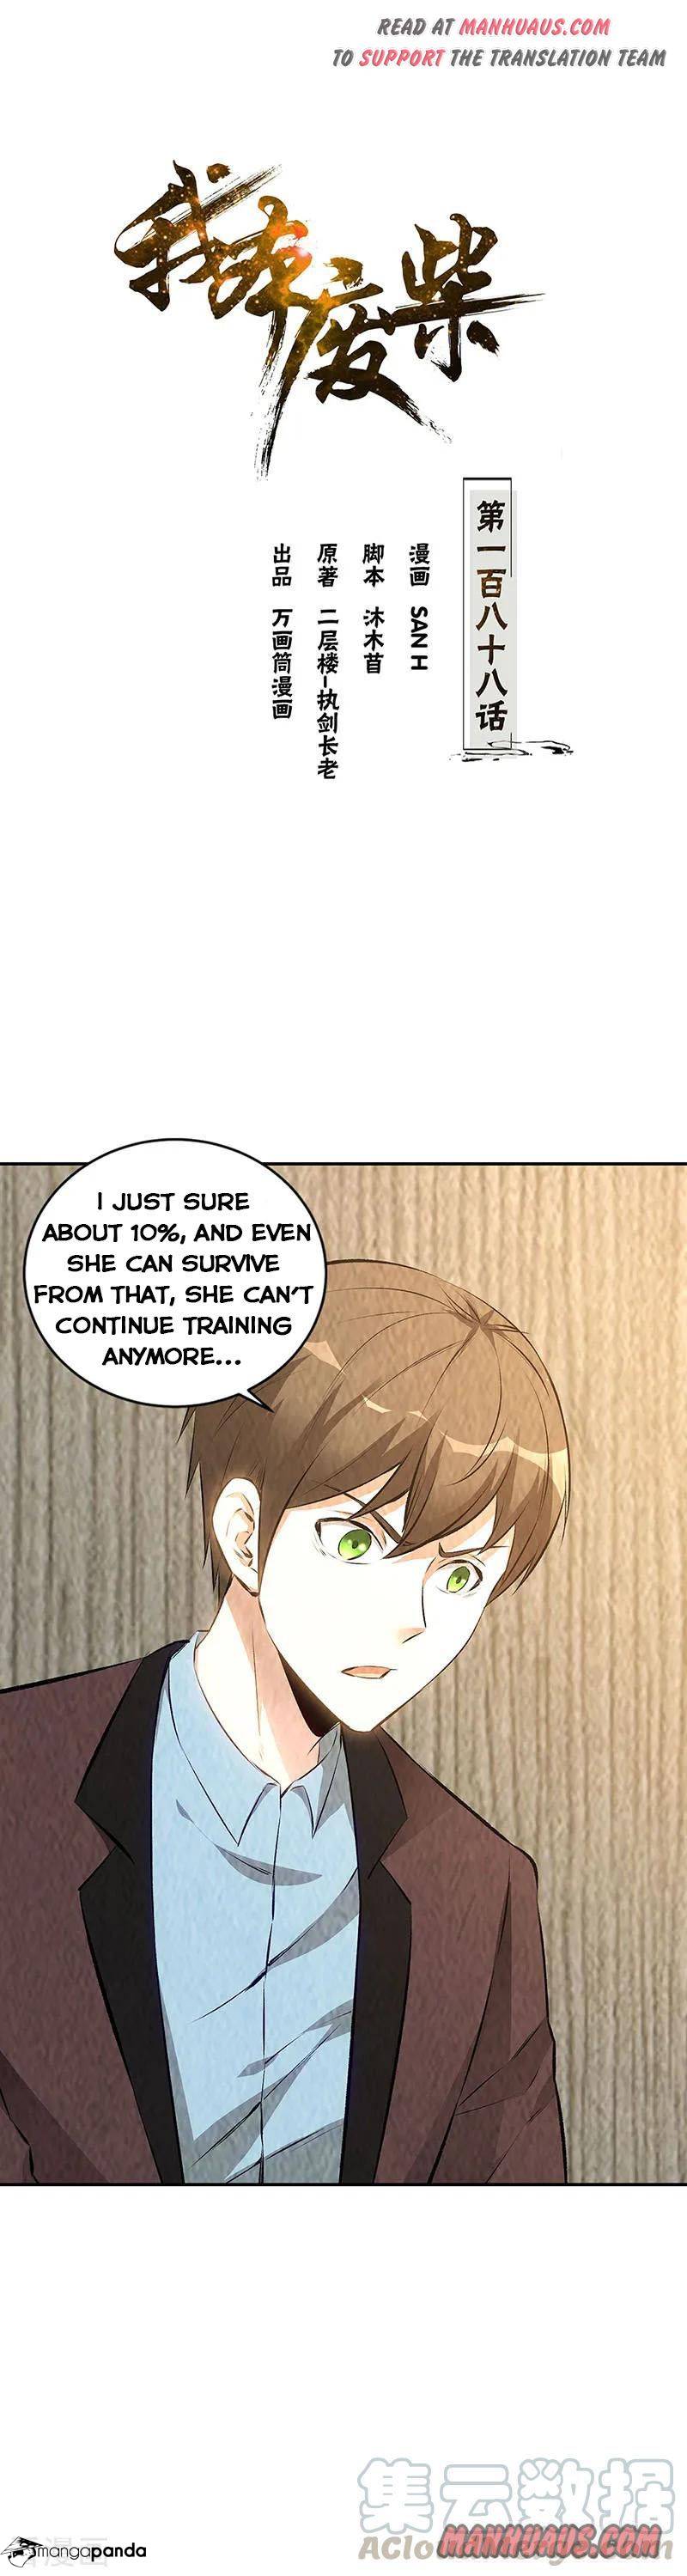 READ AT MANHUAUS.COM
TO SUPPORT THE TRANSLATION TEAM
我本废柴
第一百八十八话
漫画 SAN H
脚本 沐木苜
原著 二层楼-执剑长老
出品 万画筒漫画
I JUST SURE
ABOUT 10%, AND EVEN
SHE CAN SURVIVE
FROM THAT, SHE CAN'T
CONTINUE TRAINING
ANYMORE...
集云数据
MANHUAUS.COM
mangapanda